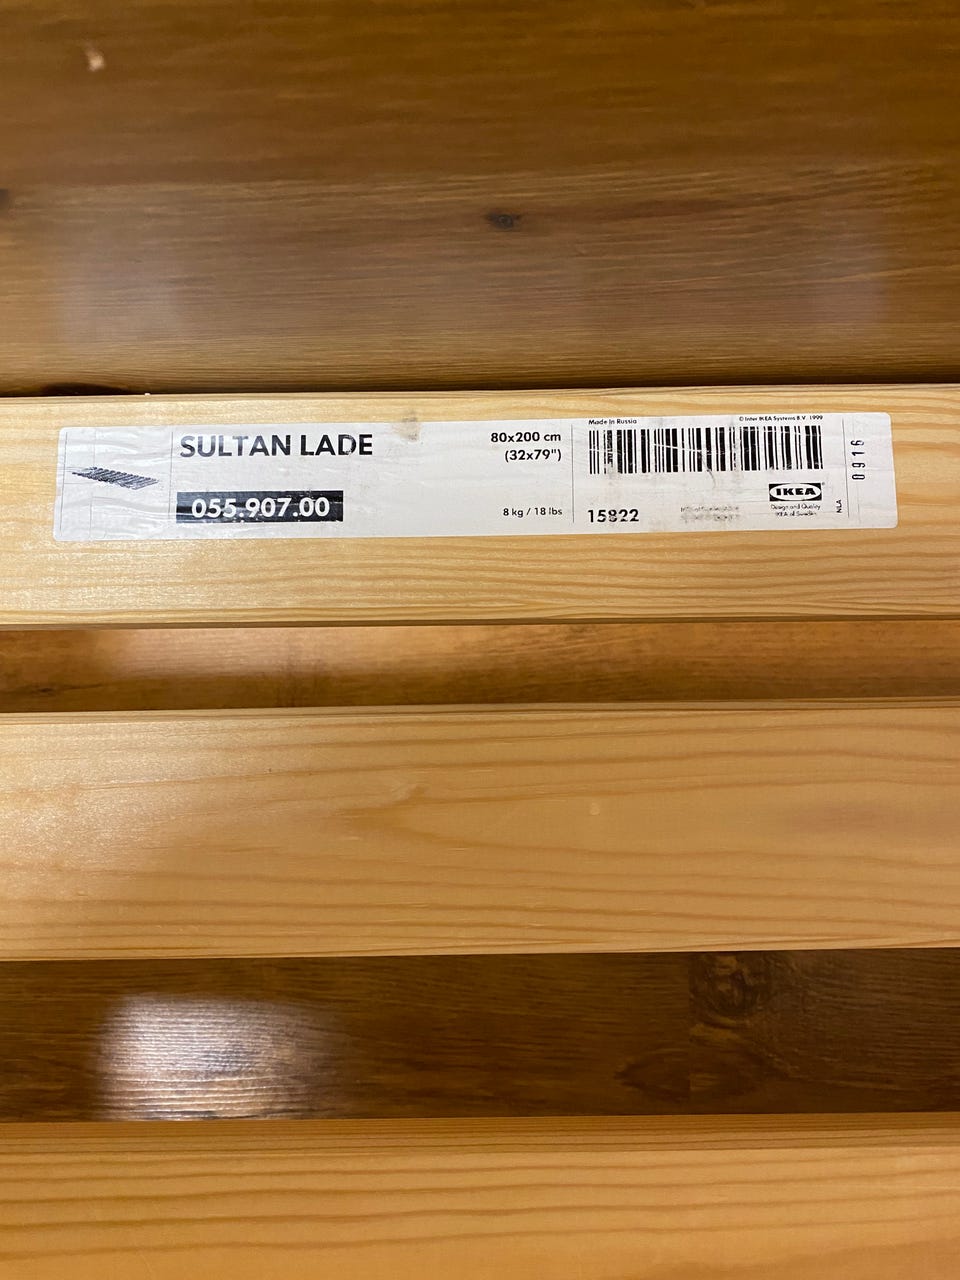 SULTAN LADE
055.907.00
80x200 cm
(32x79")
8 kg / 18 lbs
Made in Russia
© Inter IKEA Systems B.V. 1999
15822
IKEA®
Design and Quality
IKEA of Sweden
NLA
0916